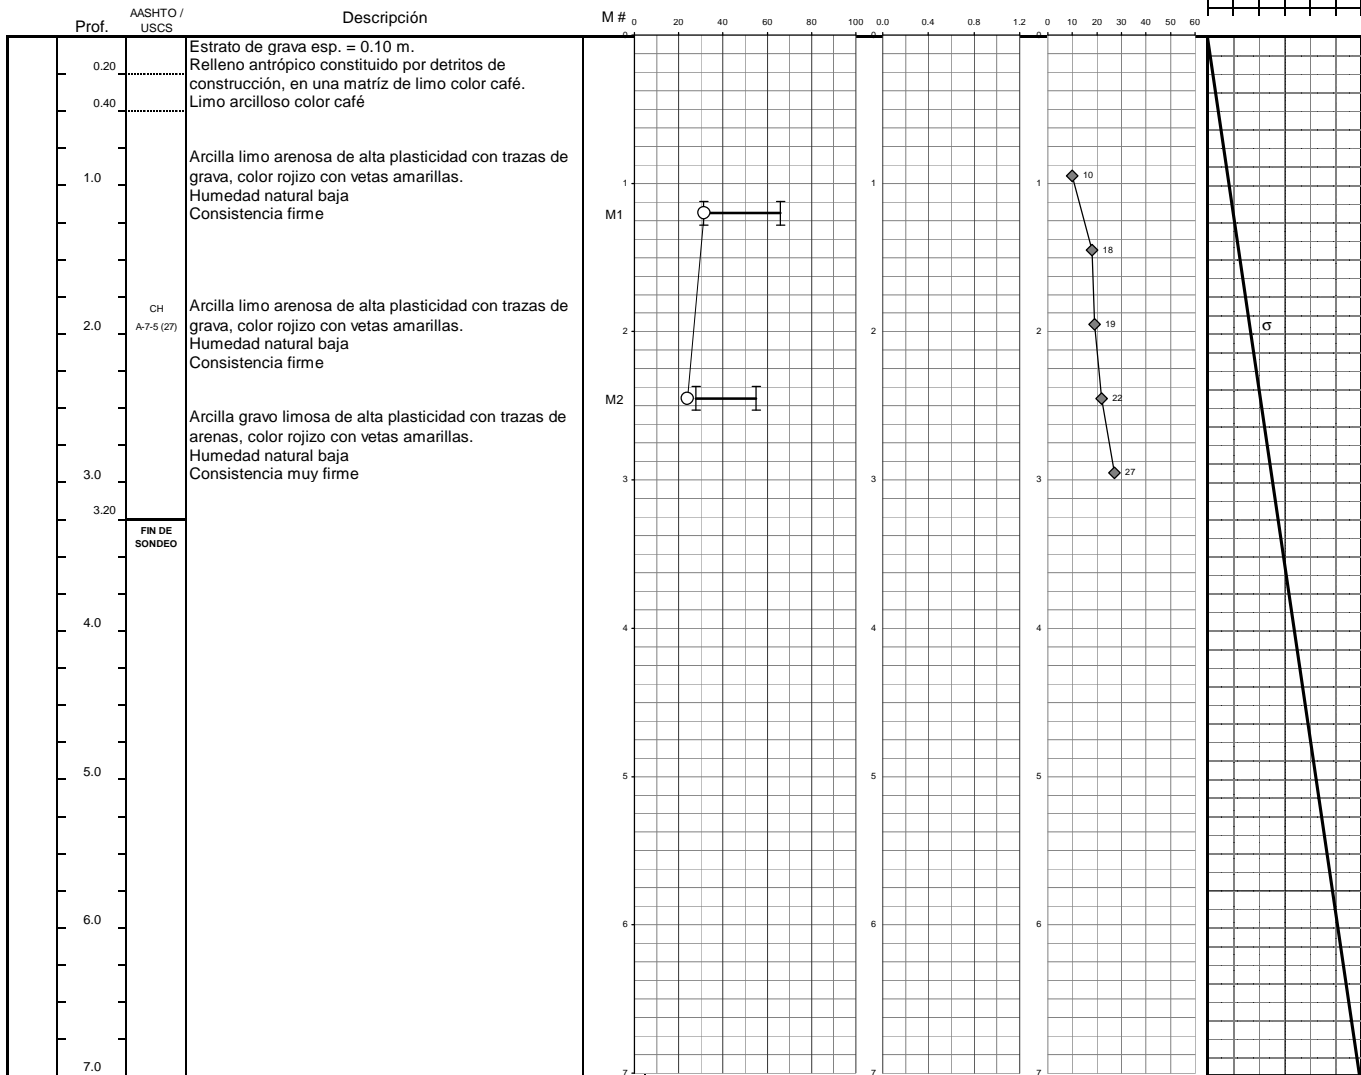 Prof.
AASHTO /
USCS
Descripción
M #
0 20 40 60 80 100
0.0 0.4 0.8 1.2
0 10 20 30 40 50 60
0
0
0
Estrato de grava esp. = 0.10 m.
0.20
Relleno antrópico constituido por detritos de
construcción, en una matríz de limo color café.
0.40
Limo arcilloso color café
Arcilla limo arenosa de alta plasticidad con trazas de
1.0
grava, color rojizo con vetas amarillas.
Humedad natural baja
Consistencia firme
M1
1
1
1
10
18
Arcilla limo arenosa de alta plasticidad con trazas de
CH
2.0
A-7-5 (27)
grava, color rojizo con vetas amarillas.
Humedad natural baja
Consistencia firme
2
2
2
19
σ
M2
22
Arcilla gravo limosa de alta plasticidad con trazas de
arenas, color rojizo con vetas amarillas.
Humedad natural baja
3.0
Consistencia muy firme
3
3
3
27
3.20
FIN DE
SONDEO
4.0
4
4
4
5.0
5
5
5
6.0
6
6
6
7.0
7
7
7